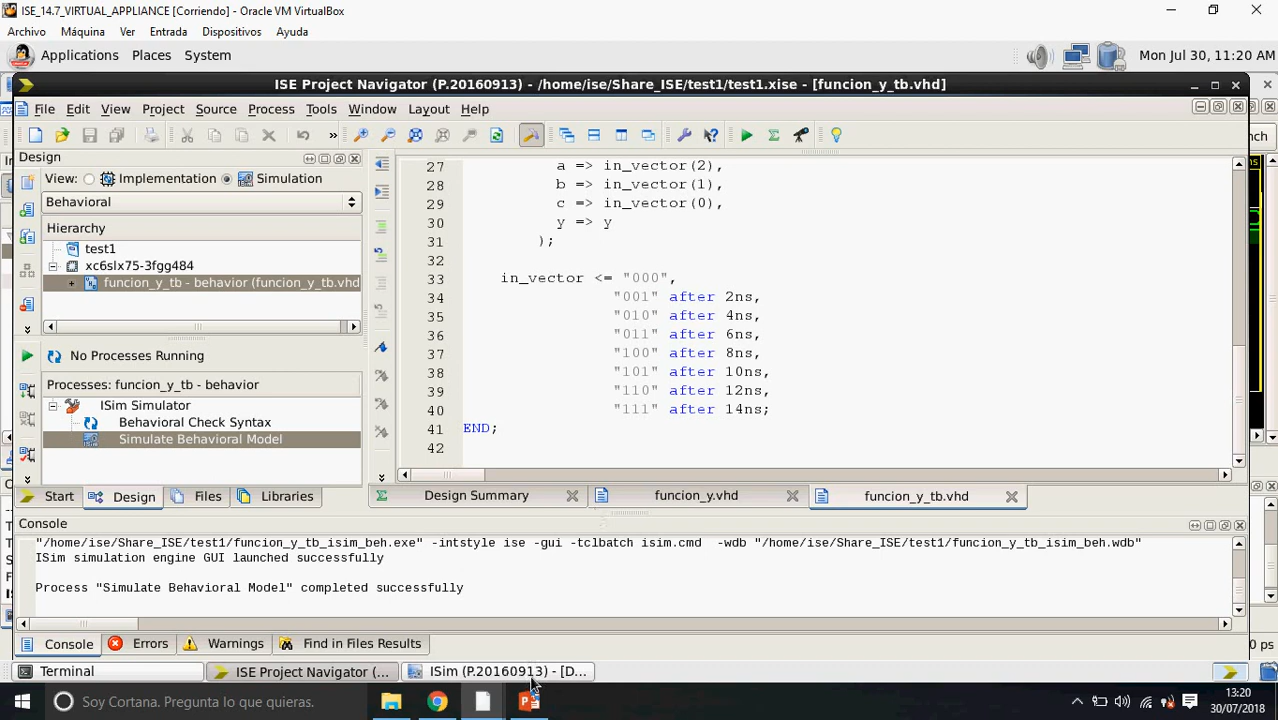 ISE_14.7_VIRTUAL_APPLIANCE [Corriendo] - Oracle VM VirtualBox
Archivo Máquina Ver Entrada Dispositivos Ayuda
Applications Places System Mon Jul 30, 11:20 AM
ISE Project Navigator (P.20160913) - /home/ise/Share_ISE/test1/test1.xise - [funcion_y_tb.vhd]
File Edit View Project Source Process Tools Window Layout Help
Design
View: Implementation Simulation
Behavioral
Hierarchy
test1
xc6slx75-3fgg484
funcion_y_tb - behavior (funcion_y_tb.vhd
No Processes Running
Processes: funcion_y_tb - behavior
ISim Simulator
Behavioral Check Syntax
Simulate Behavioral Model
Start Design Files Libraries
27 a => in_vector(2),
28 b => in_vector(1),
29 c => in_vector(0),
30 y => y
31 );
32
33 in_vector <= "000",
34 "001" after 2ns,
35 "010" after 4ns,
36 "011" after 6ns,
37 "100" after 8ns,
38 "101" after 10ns,
39 "110" after 12ns,
40 "111" after 14ns;
41 END;
42
Design Summary funcion_y.vhd funcion_y_tb.vhd
Console
"/home/ise/Share_ISE/test1/funcion_y_tb_isim_beh.exe" -intstyle ise -gui -tclbatch isim.cmd -wdb "/home/ise/Share_ISE/test1/funcion_y_tb_isim_beh.wdb"
ISim simulation engine GUI launched successfully
Process "Simulate Behavioral Model" completed successfully
Console Errors Warnings Find in Files Results
Terminal ISE Project Navigator (... ISim (P.20160913) - [D...
Soy Cortana. Pregunta lo que quieras.
13:20
30/07/2018
nch
0 ps